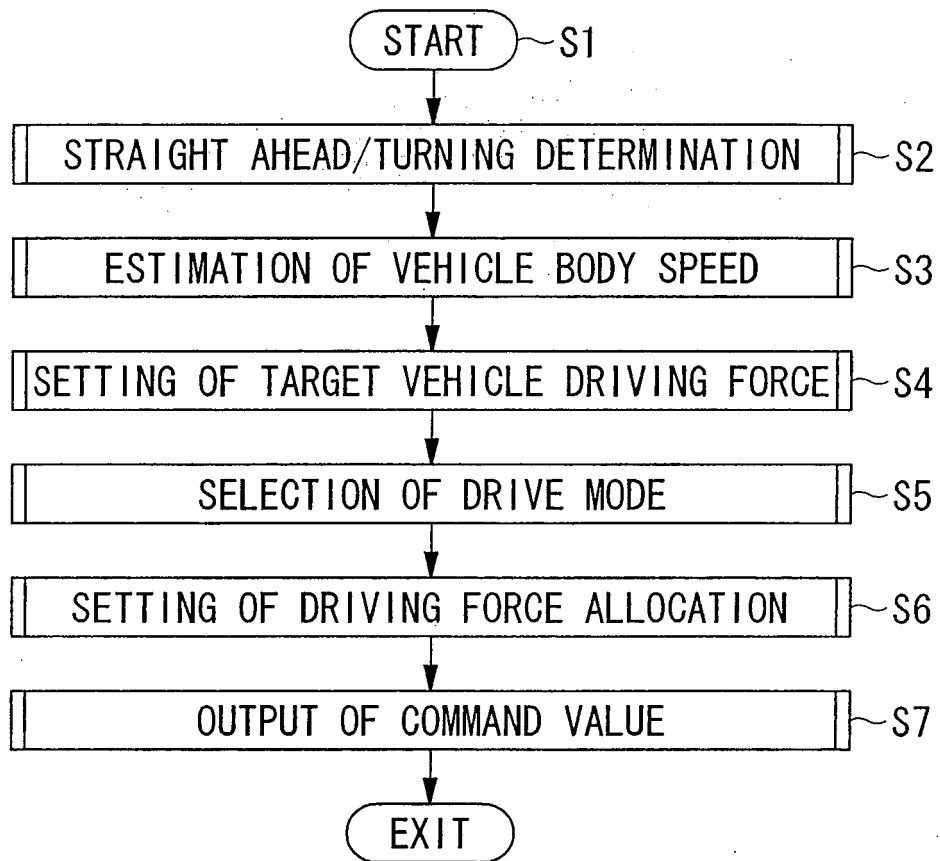 START S1
STRAIGHT AHEAD/TURNING DETERMINATION S2
ESTIMATION OF VEHICLE BODY SPEED S3
SETTING OF TARGET VEHICLE DRIVING FORCE S4
SELECTION OF DRIVE MODE S5
SETTING OF DRIVING FORCE ALLOCATION S6
OUTPUT OF COMMAND VALUE S7
EXIT